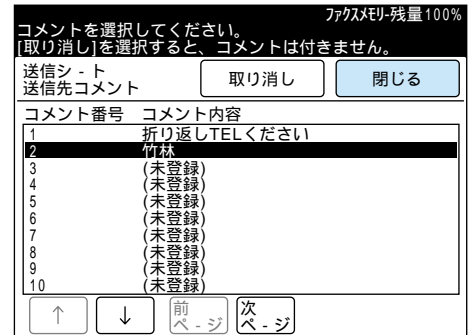 ﾌｧｸｽﾒﾓﾘｰ残量100%
コメントを選択してください。
[取り消し]を選択すると、コメントは付きません。
送信シ - ト
送信先コメント
取り消し
閉じる
コメント番号 コメント内容
1 折り返しTELください
2 竹林
3 (未登録)
4 (未登録)
5 (未登録)
6 (未登録)
7 (未登録)
8 (未登録)
9 (未登録)
10 (未登録)
↑ ↓
前
ペ - ジ
次
ペ - ジ